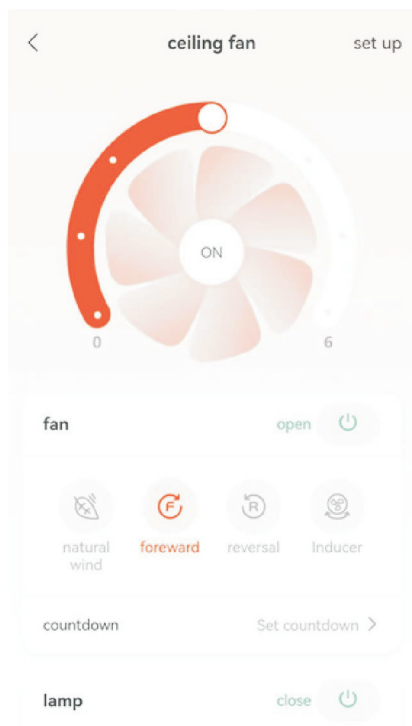 ceiling fan set up
ON
0 6
fan open
F R
natural foreward reversal Inducer
wind
countdown Set countdown
lamp close